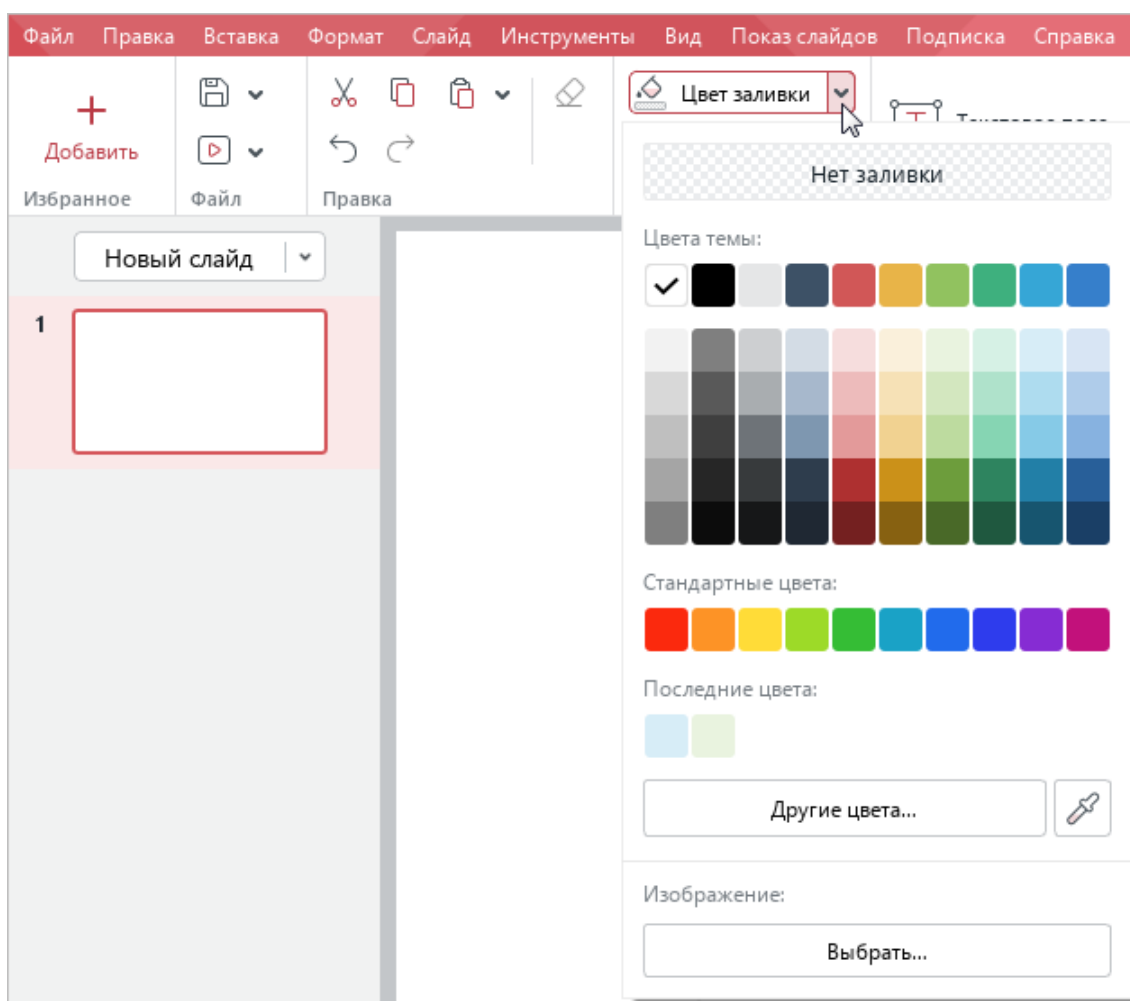 Файл Правка Вставка Формат Слайд Инструменты Вид Показ слайдов Подписка Справка
Цвет заливки
Добавить
Избранное Файл Правка
Нет заливки
Новый слайд
Цвета темы:
1
Стандартные цвета:
Последние цвета:
Другие цвета...
Изображение:
Выбрать...